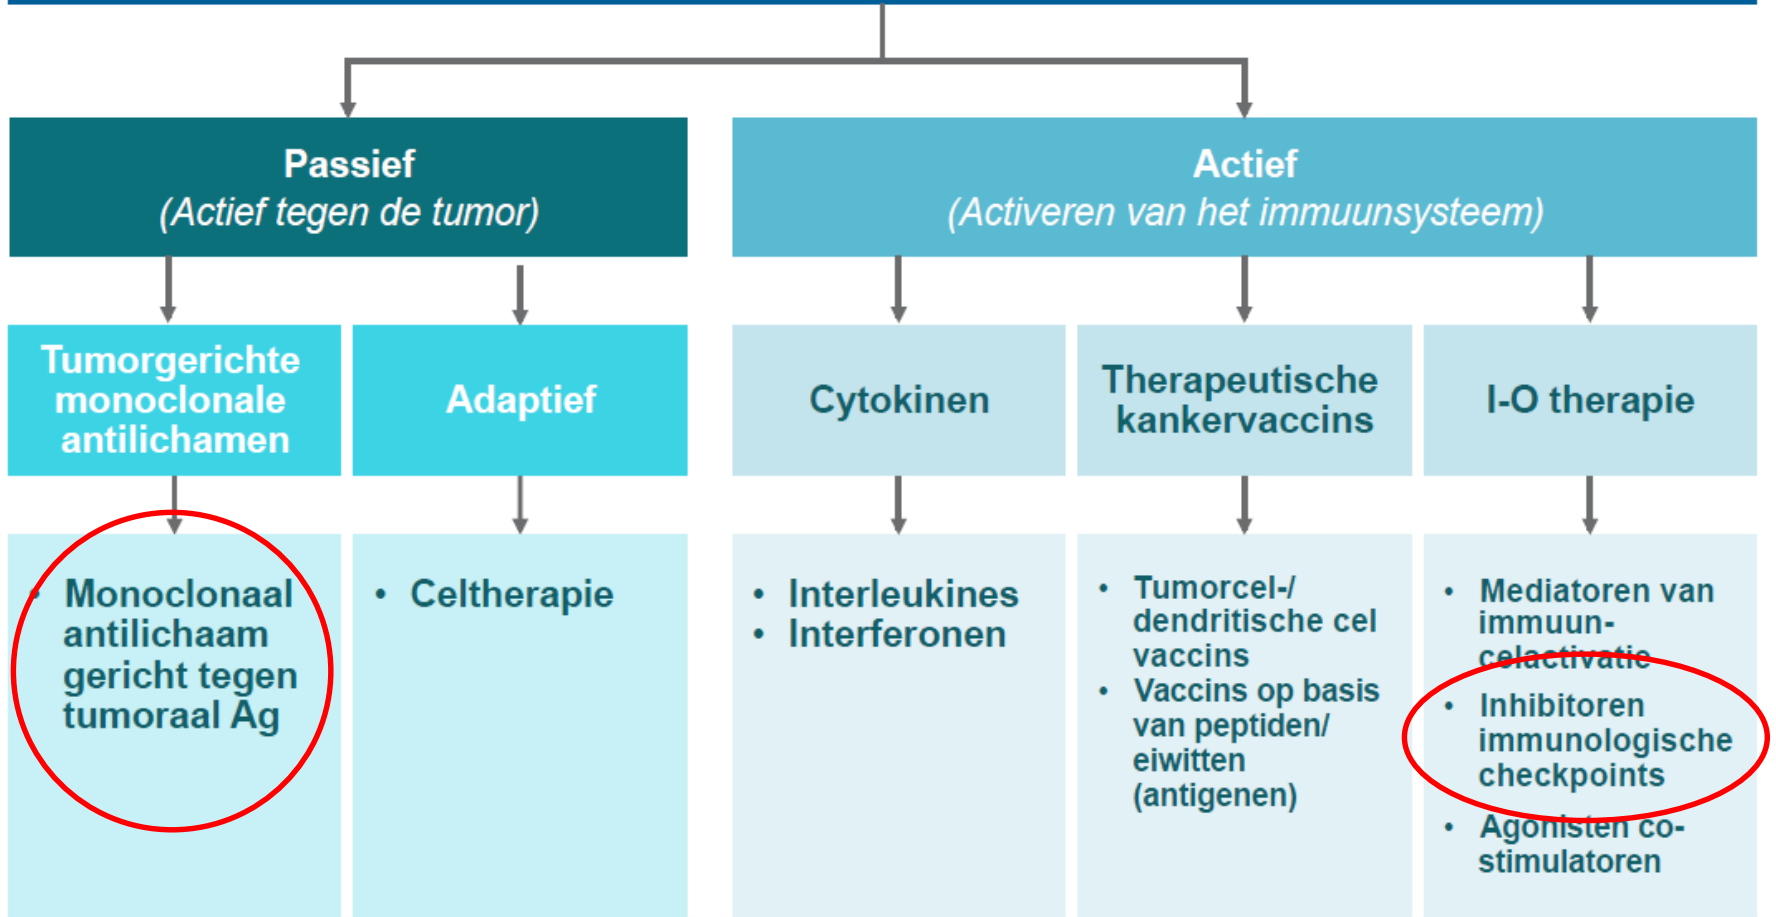 Passief
(Actief tegen de tumor)
Actief
(Activeren van het immuunsysteem)
Tumorgerichte
monoclonale
antilichamen
Adaptief
Cytokinen
Therapeutische
kankervaccins
I-O therapie
• Monoclonaal
antilichaam
gericht tegen
tumoraal Ag
• Celtherapie
• Interleukines
• Interferonen
• Tumorcel-/
dendritische cel
vaccins
• Vaccins op basis
van peptiden/
eiwitten
(antigenen)
• Mediatoren van
immuun-
celactivatie
• Inhibitoren
immunologische
checkpoints
• Agonisten co-
stimulatoren